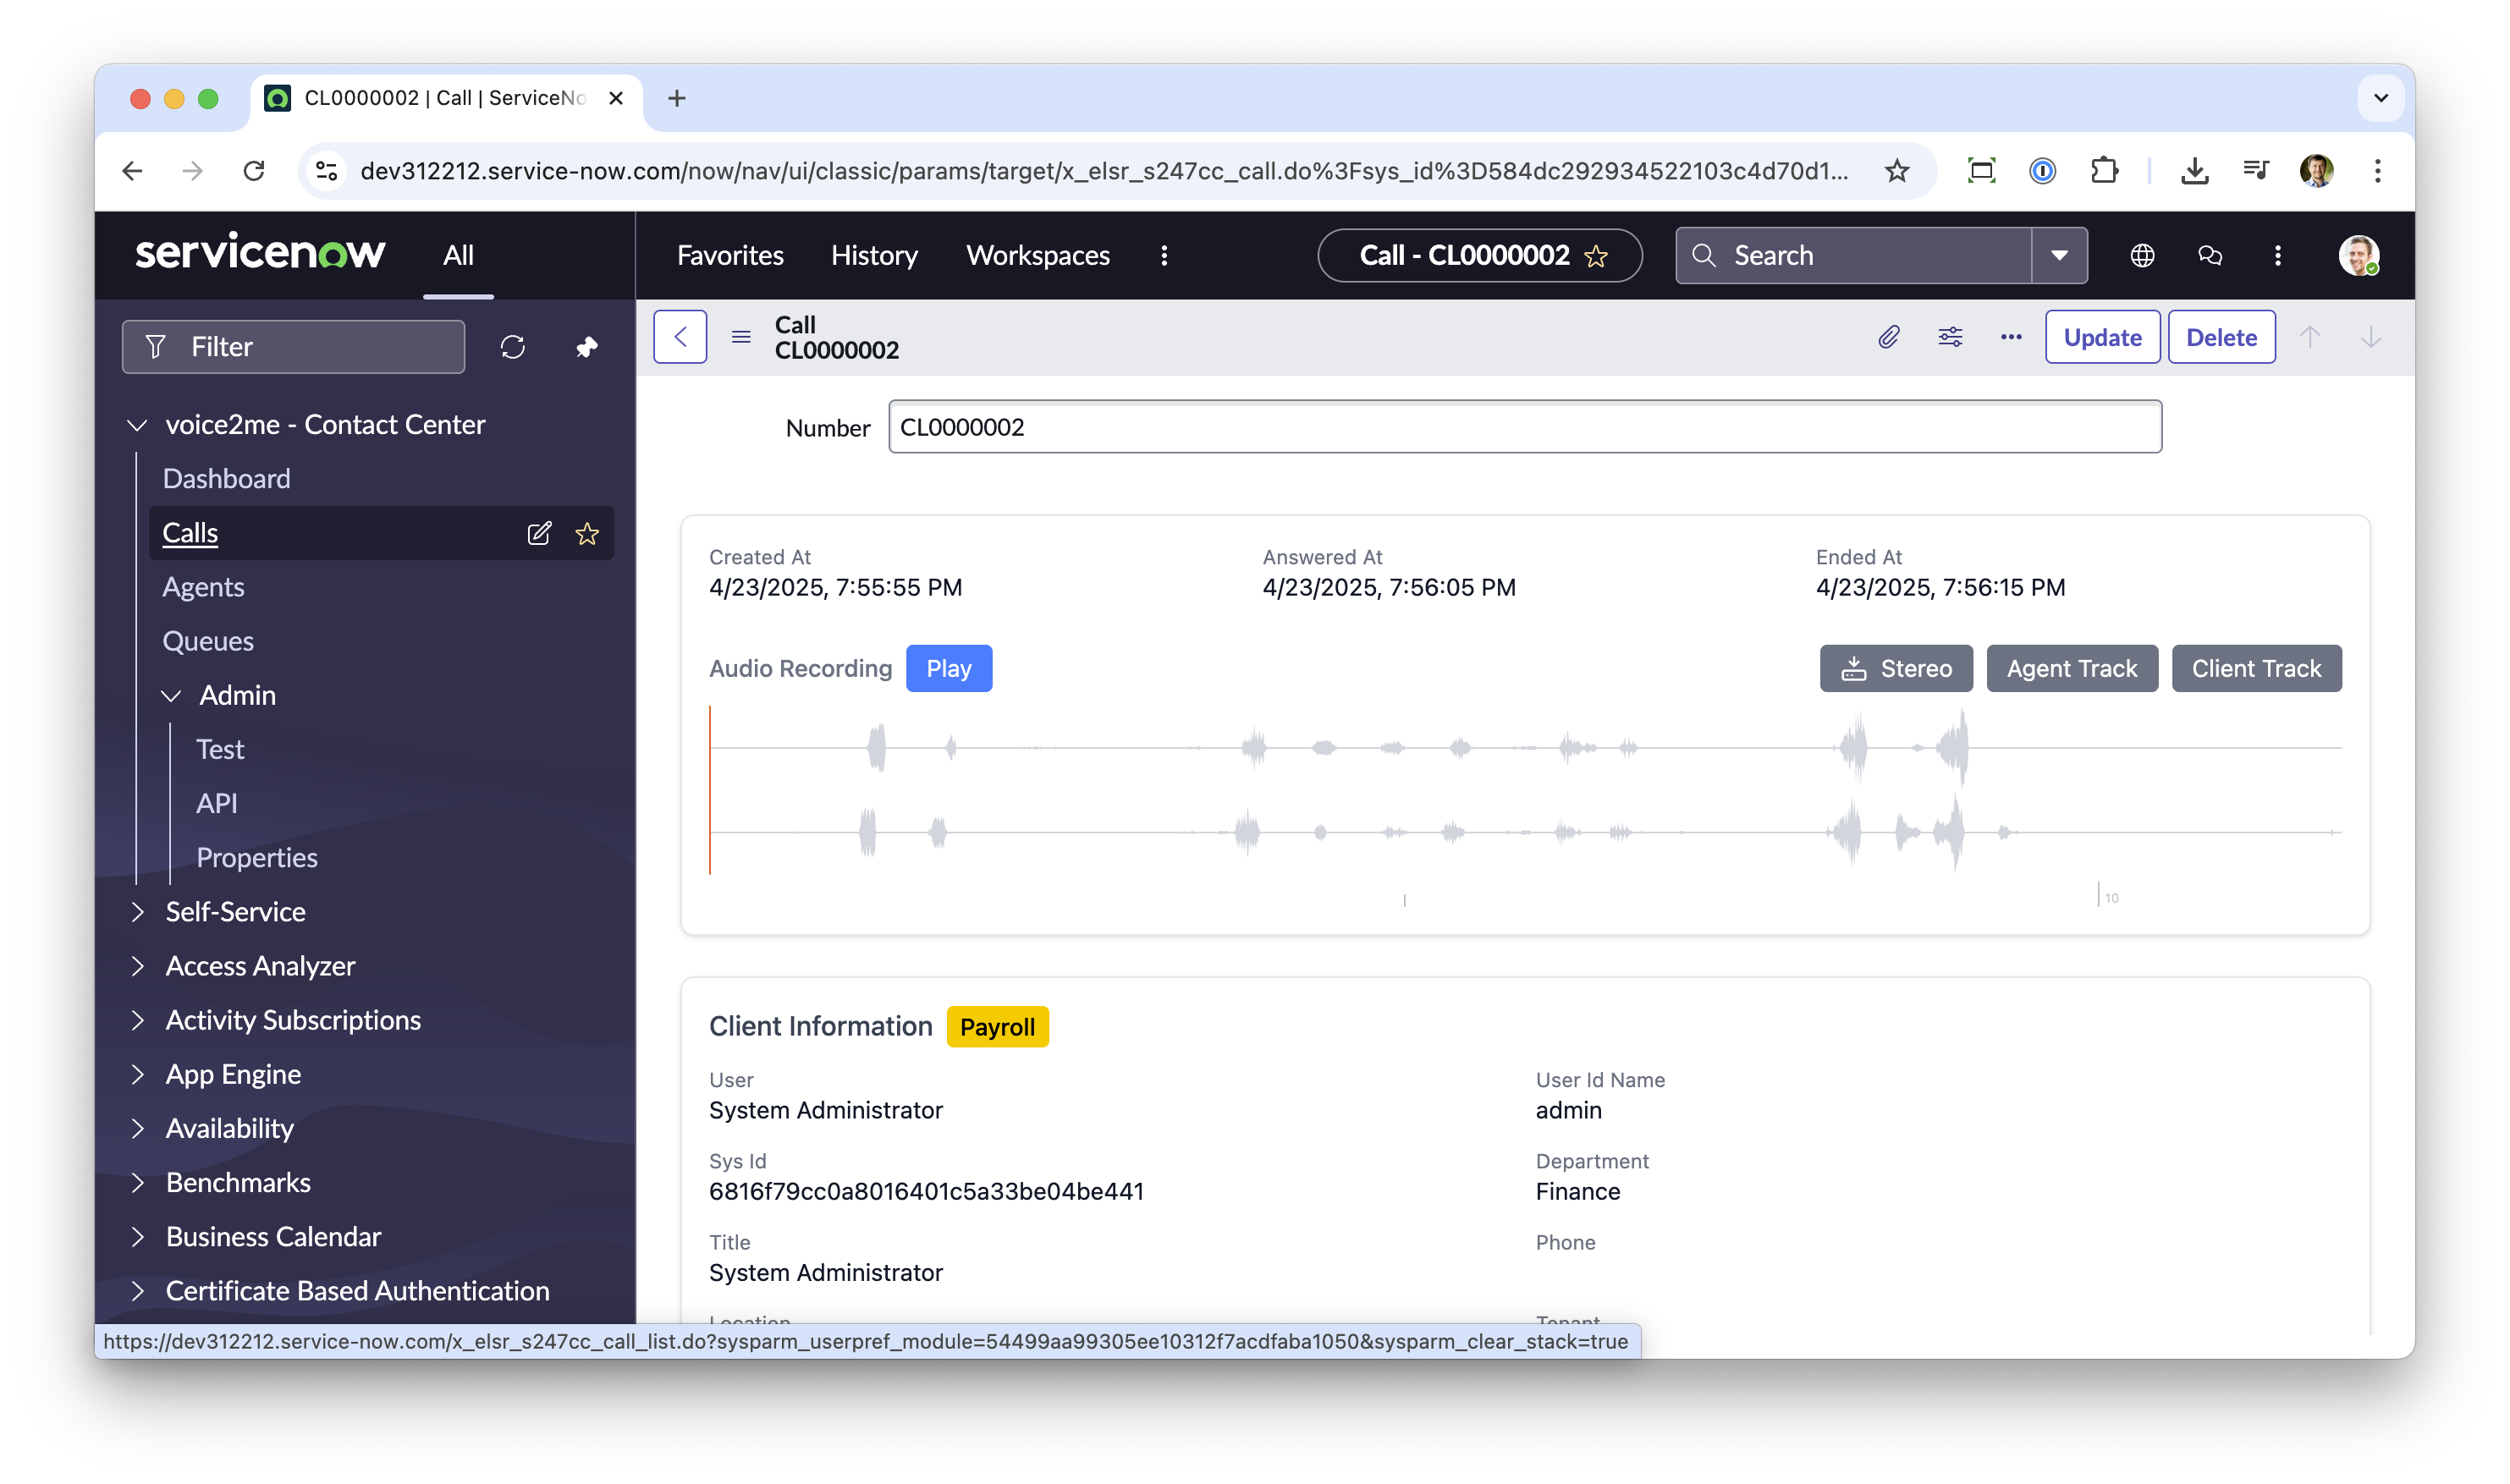 CL0000002 | Call | ServiceNo
dev312212.service-now.com/now/nav/ui/classic/params/target/x_elsr_s247cc_call.do%3Fsys_id%3D584dc292934522103c4d70d1...
servicenow
All
Favorites
History
Workspaces
Call - CL0000002
Search
Filter
voice2me - Contact Center
Dashboard
Calls
Agents
Queues
Admin
Test
API
Properties
Self-Service
Access Analyzer
Activity Subscriptions
App Engine
Availability
Benchmarks
Business Calendar
Certificate Based Authentication
Call
CL0000002
Update
Delete
Number
CL0000002
Created At
4/23/2025, 7:55:55 PM
Answered At
4/23/2025, 7:56:05 PM
Ended At
4/23/2025, 7:56:15 PM
Audio Recording
Play
Stereo
Agent Track
Client Track
10
Client Information
Payroll
User
System Administrator
User Id Name
admin
Sys Id
6816f79cc0a8016401c5a33be04be441
Department
Finance
Title
System Administrator
Phone
Location
Tenant
https://dev312212.service-now.com/x_elsr_s247cc_call_list.do?sysparm_userpref_module=54499aa99305ee10312f7acdfaba1050&sysparm_clear_stack=true